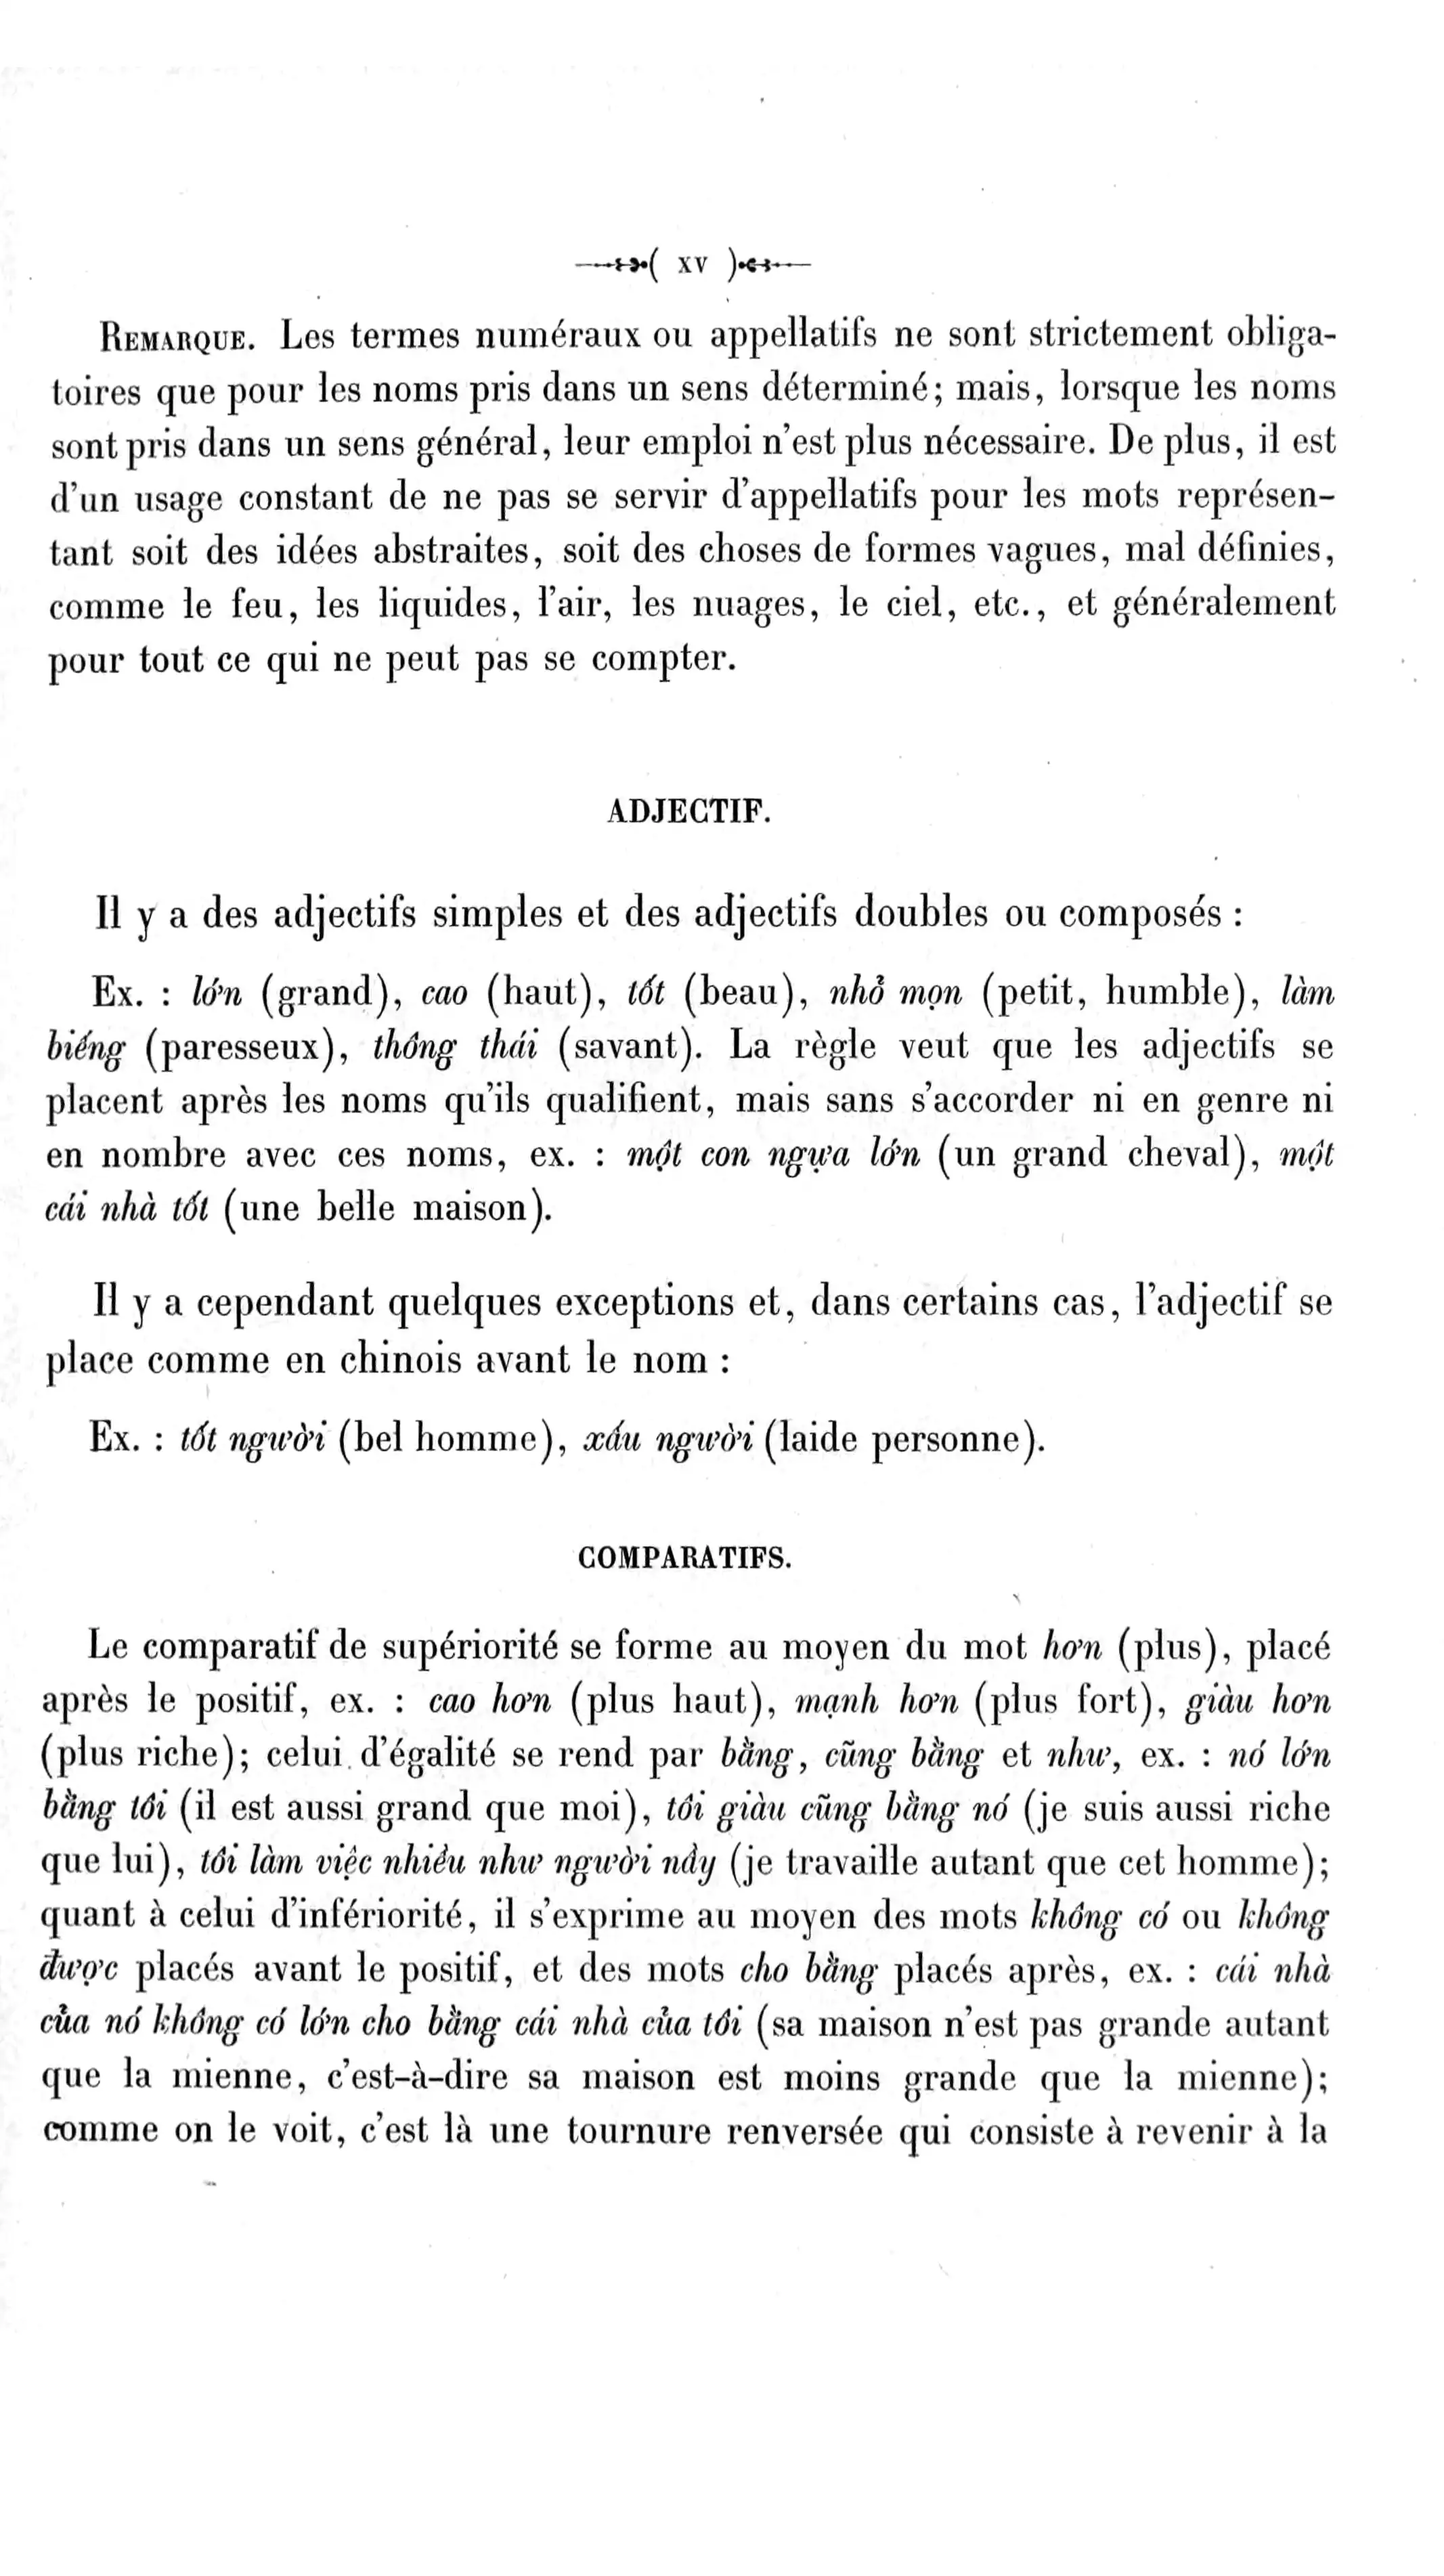 ( XV )
REMARQUE. Les termes numéraux ou appellatifs ne sont strictement obliga-
toires que pour les noms pris dans un sens déterminé; mais, lorsque les noms
sont pris dans un sens général, leur emploi n'est plus nécessaire. De plus, il est
d'un usage constant de ne pas se servir d'appellatifs pour les mots représen-
tant soit des idées abstraites, soit des choses de formes vagues, mal définies,
comme le feu, les liquides, l'air, les nuages, le ciel, etc., et généralement
pour tout ce qui ne peut pas se compter.
ADJECTIF.
Il y a des adjectifs simples et des adjectifs doubles ou composés :
Ex. : lớn (grand), cao (haut), tốt (beau), nhỏ mọn (petit, humble), làm
biếng (paresseux), thông thái (savant). La règle veut que les adjectifs se
placent après les noms qu'ils qualifient, mais sans s'accorder ni en genre ni
en nombre avec ces noms, ex. : một con ngựa lớn (un grand cheval), một
cái nhà tốt (une belle maison).
Il y a cependant quelques exceptions et, dans certains cas, l'adjectif se
place comme en chinois avant le nom :
Ex. : tốt người (bel homme), xấu người (laide personne).
COMPARATIFS.
Le comparatif de supériorité se forme au moyen du mot hơn (plus), placé
après le positif, ex. : cao hơn (plus haut), mạnh hơn (plus fort), giàu hơn
(plus riche); celui d'égalité se rend par bằng, cũng bằng et như, ex. : nó lớn
bằng tôi (il est aussi grand que moi), tôi giàu cũng bằng nó (je suis aussi riche
que lui), tôi làm việc nhiều như người nầy (je travaille autant que cet homme);
quant à celui d'infériorité, il s'exprime au moyen des mots không có ou không
được placés avant le positif, et des mots cho bằng placés après, ex. : cái nhà
của nó không có lớn cho bằng cái nhà của tôi (sa maison n'est pas grande autant
que la mienne, c'est-à-dire sa maison est moins grande que la mienne);
comme on le voit, c'est là une tournure renversée qui consiste à revenir à la